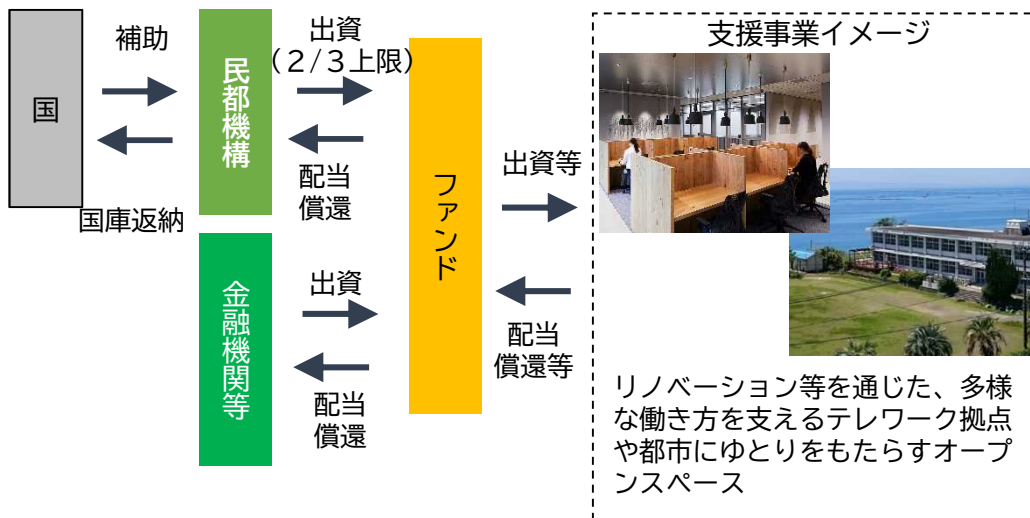 国
補助
国庫返納
民都機構
出資
（２/３上限）
配当
償還
金融機関等
出資
配当
償還
ファンド
出資等
配当
償還等
支援事業イメージ
リノベーション等を通じた、多様
な働き方を支えるテレワーク拠点
や都市にゆとりをもたらすオープ
ンスペース